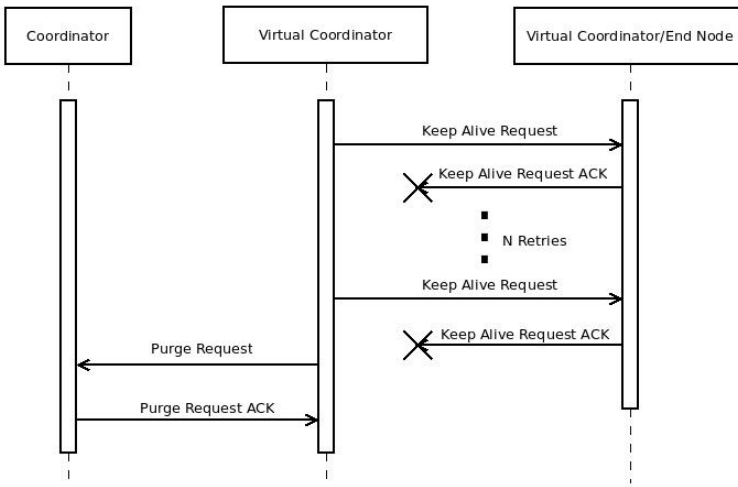 Coordinator
Virtual Coordinator
Virtual Coordinator/End Node
Keep Alive Request
Keep Alive Request ACK
N Retries
Keep Alive Request
Keep Alive Request ACK
Purge Request
Purge Request ACK